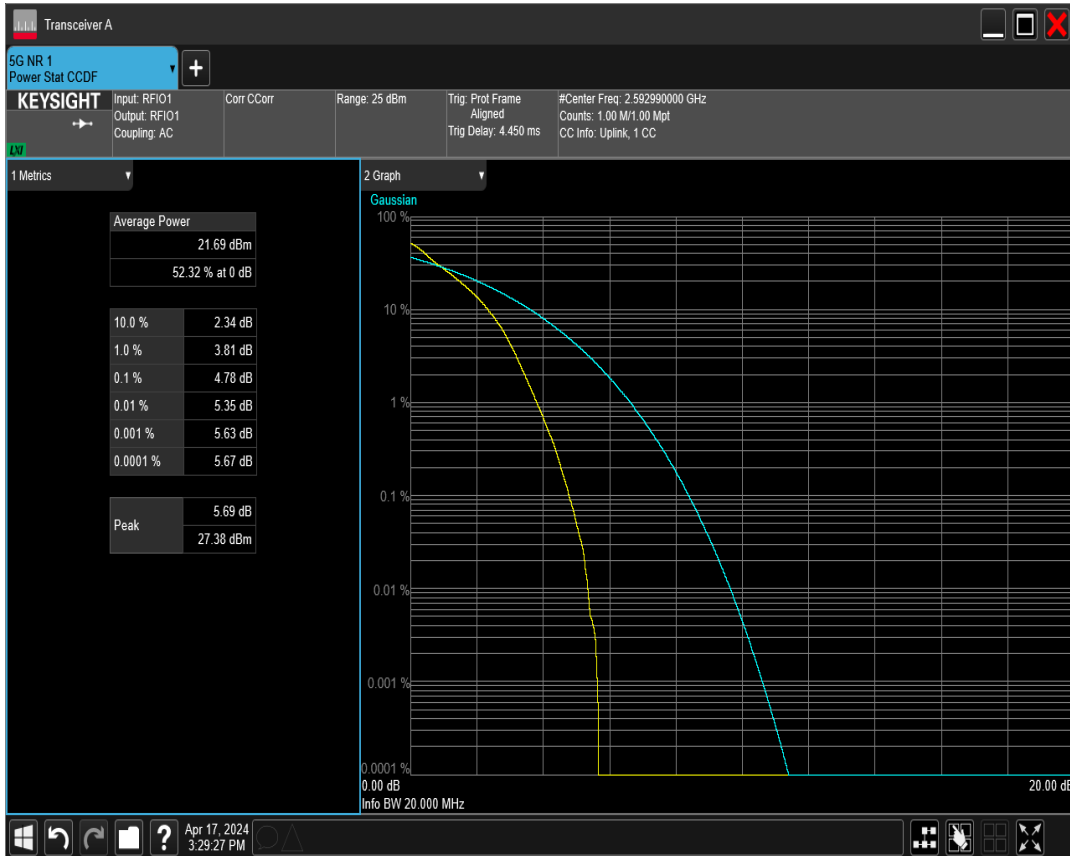 Transceiver A
5G NR 1
Power Stat CCDF
+
KEYSIGHT
LXI
Input: RFIO1
Output: RFIO1
Coupling: AC
Corr CCorr
Range: 25 dBm
Trig: Prot Frame
Aligned
Trig Delay: 4.450 ms
#Center Freq: 2.592990000 GHz
Counts: 1.00 M/1.00 Mpt
CC Info: Uplink, 1 CC
1 Metrics
Average Power
21.69 dBm
52.32 % at 0 dB
10.0 % 2.34 dB
1.0 % 3.81 dB
0.1 % 4.78 dB
0.01 % 5.35 dB
0.001 % 5.63 dB
0.0001 % 5.67 dB
Peak
5.69 dB
27.38 dBm
2 Graph
Gaussian
100 %
10 %
1 %
0.1 %
0.01 %
0.001 %
0.0001 %
0.00 dB 20.00 dB
Info BW 20.000 MHz
?
Apr 17, 2024
3:29:27 PM